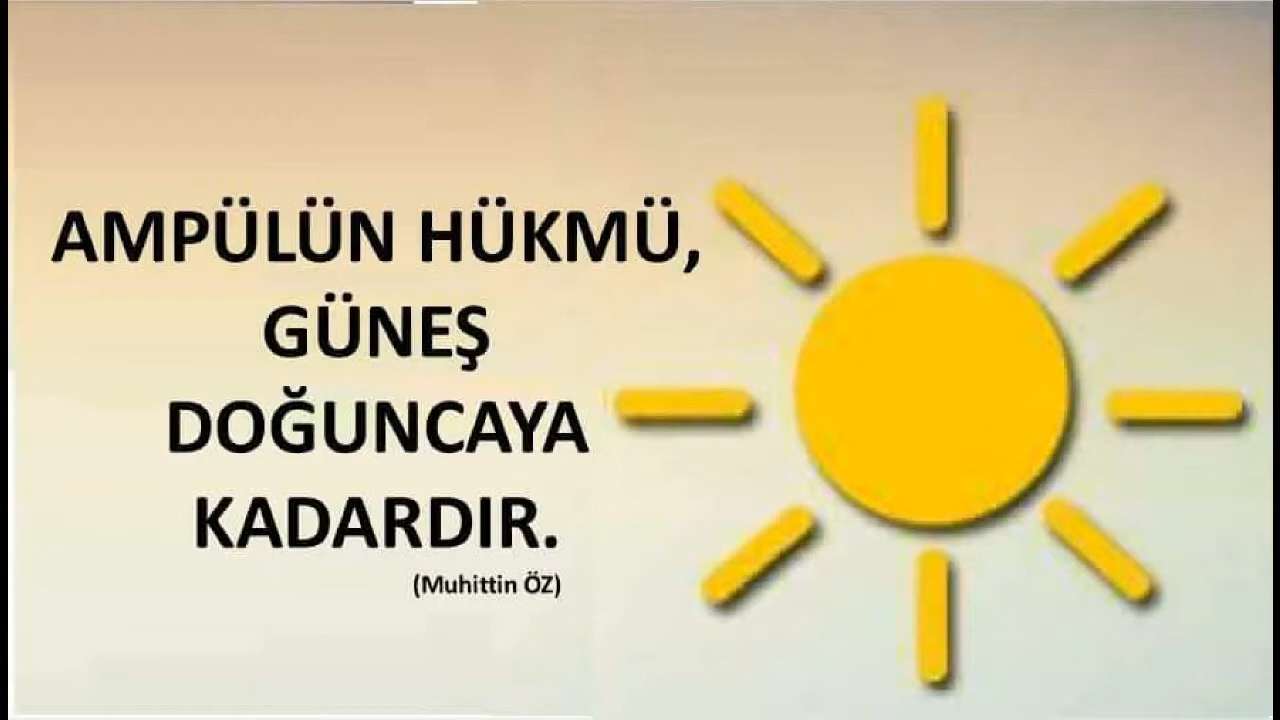 AMPÜLÜN HÜKMÜ,
GÜNEŞ
DOĞUNCAYA
KADARDIR.
(Muhittin ÖZ)